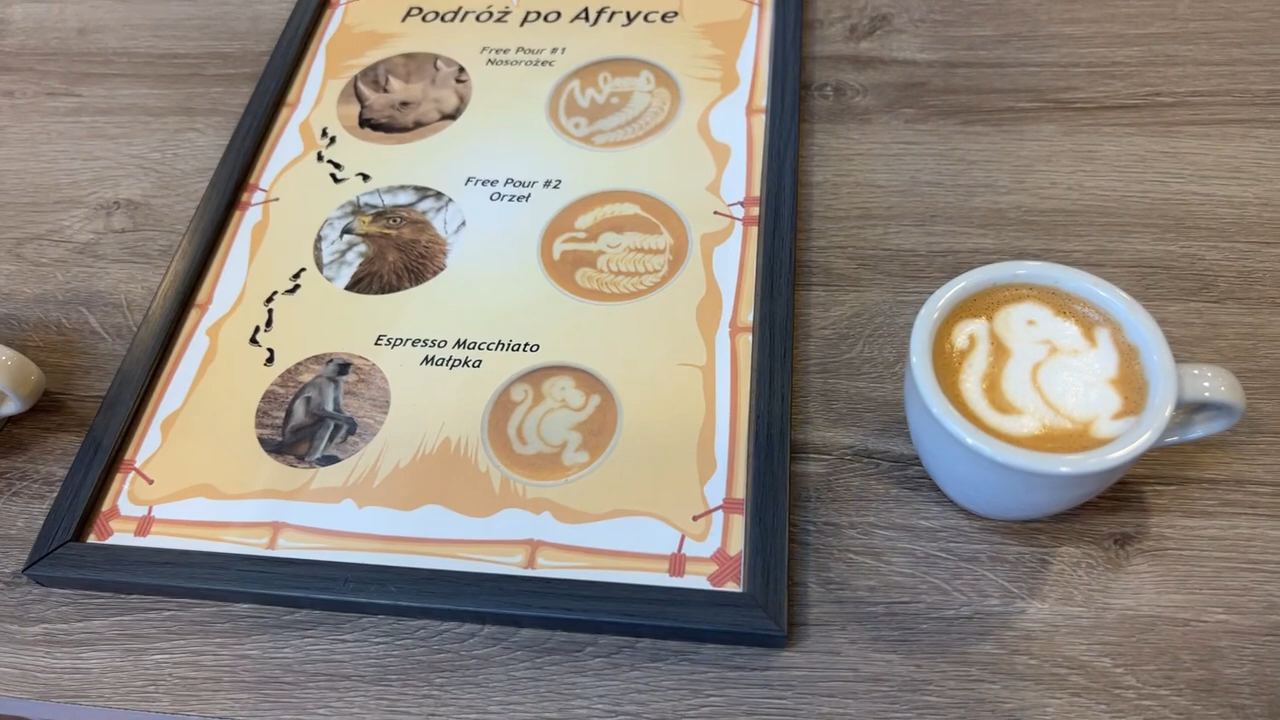 Podróż po Afryce
Free Pour #1
Nosorożec
Free Pour #2
Orzeł
Espresso Macchiato
Małpka